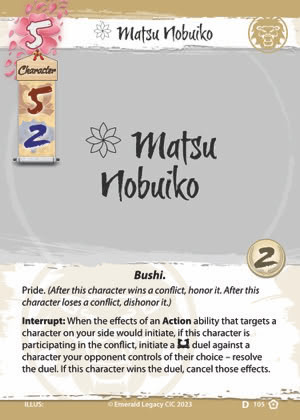 5
Matsu Nobuiko
Character
5
2
Matsu
Nobuiko
2
Bushi.
Pride. (After this character wins a conflict, honor it. After this
character loses a conflict, dishonor it.)
Interrupt: When the effects of an Action ability that targets a
character on your side would initiate, if this character is
participating in the conflict, initiate a duel against a
character your opponent controls of their choice – resolve
the duel. If this character wins the duel, cancel those effects.
ILLUS: © Emerald Legacy CIC 2023 D 105